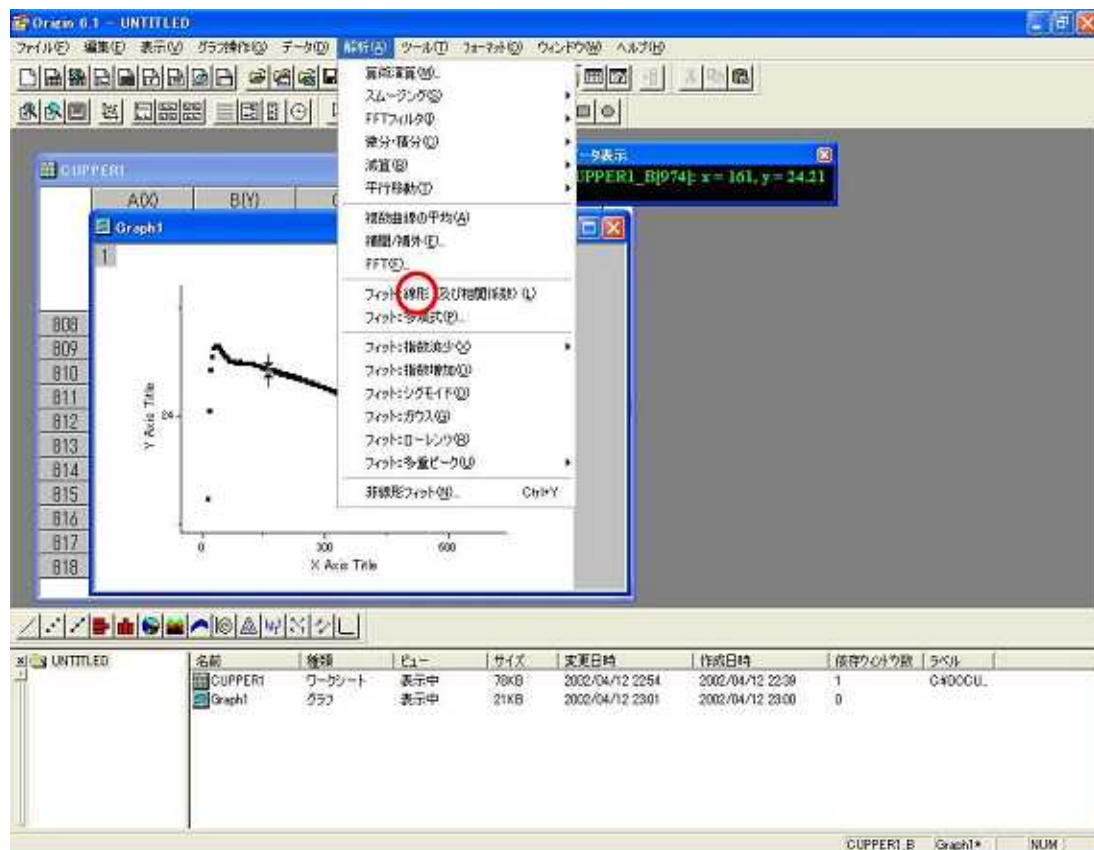 Origin 6.1 - UNTITLED
ファイル(F) 編集(E) 表示(V) グラフ操作(G) データ(D) 解析(A) ツール(T) フォーマット(O) ウィンドウ(W) ヘルプ(H)
算術演算(M)...
スムージング(S)
FFTフィルタ(I)
微分・積分(C)
減算(B)
平行移動(T)
複数曲線の平均(A)
補間/補外(E)...
FFT(F)...
フィット:線形(及び相関係数)(L)
フィット:多項式(P)...
フィット:指数減少(X)
フィット:指数増加(O)
フィット:シグモイド(D)
フィット:ガウス(G)
フィット:ローレンツ(R)
フィット:多重ピーク(U)
非線形フィット(N)... Ctrl+Y
ータ表示
UPPER1_B[974]: x = 161, y = 24.21
CUPPER1
A(X) B(Y)
Graph1
1
808
809
810
811
812
813
814
815
816
817
818
Y Axis Title
24
0 300 600
X Axis Title
UNTITLED
名前 種類 ビュー サイズ 変更日時 作成日時 依存ウィンドウ数 ラベル
CUPPER1 ワークシート 表示中 78KB 2002/04/12 22:54 2002/04/12 22:39 1
Graph1 グラフ 表示中 21KB 2002/04/12 23:01 2002/04/12 23:00 0
CUPPER1_B Graph1* NUM